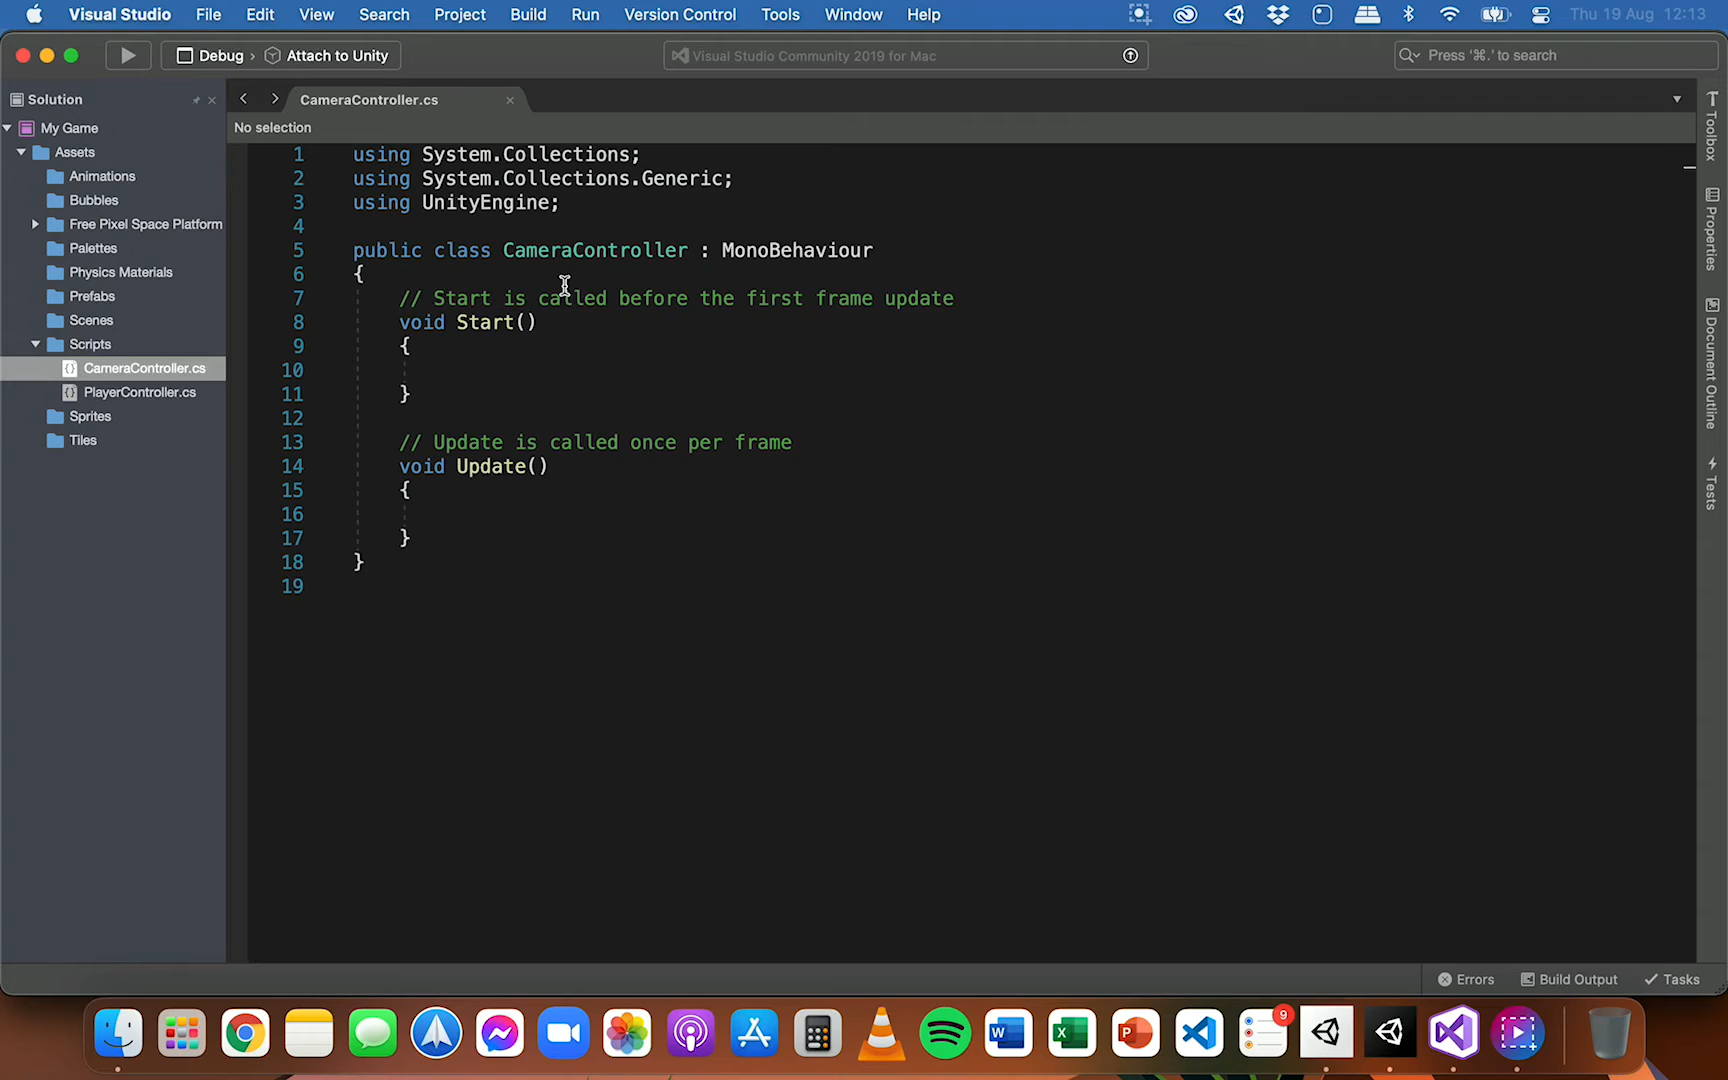 Visual Studio File Edit View Search Project Build Run Version Control Tools Window Help Thu 19 Aug 12:13
Debug › Attach to Unity Visual Studio Community 2019 for Mac Press '⌘.' to search
Solution
CameraController.cs
My Game
No selection
Assets
Animations
Bubbles
Free Pixel Space Platform
Palettes
Physics Materials
Prefabs
Scenes
Scripts
CameraController.cs
PlayerController.cs
Sprites
Tiles
1 using System.Collections;
2 using System.Collections.Generic;
3 using UnityEngine;
4
5 public class CameraController : MonoBehaviour
6 {
7 // Start is called before the first frame update
8 void Start()
9 {
10
11 }
12
13 // Update is called once per frame
14 void Update()
15 {
16
17 }
18 }
19
Toolbox
Properties
Document Outline
Tests
Errors Build Output Tasks
W X P 9